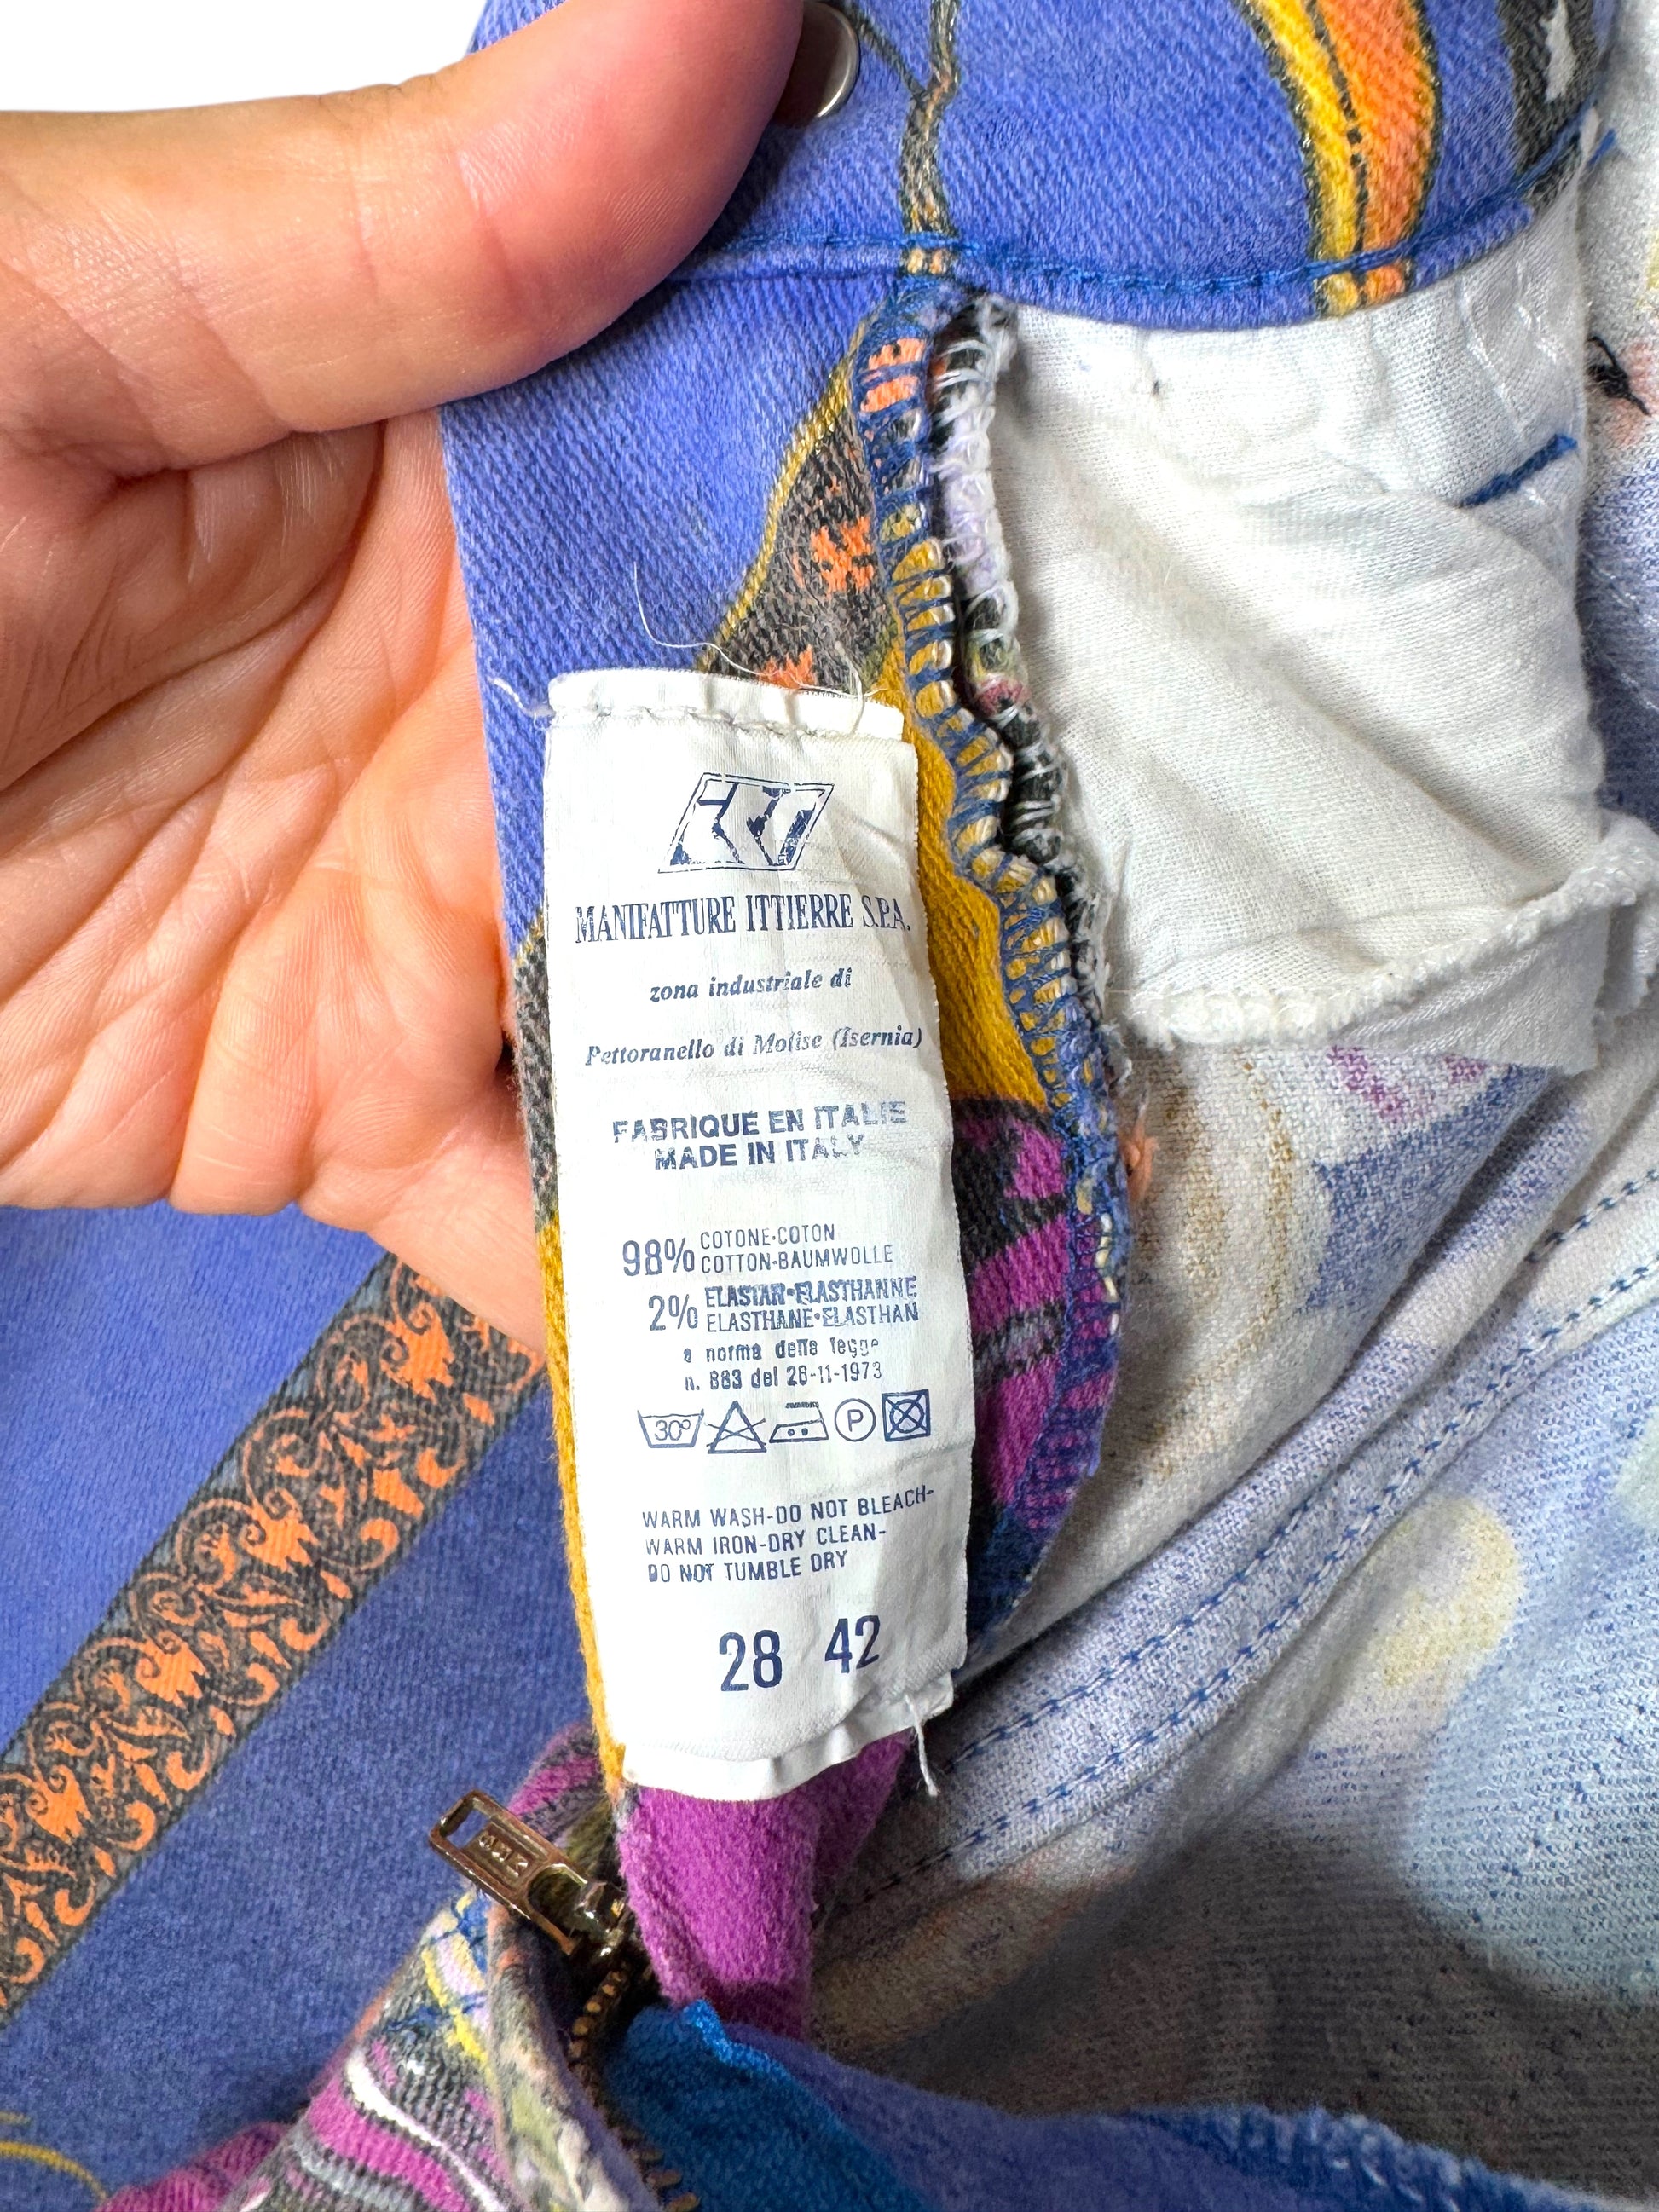 MANIFATTURE ITTIERRE S.P.A.
zona industriale di
Pettoranello di Molise (Isernia)
FABRIQUE EN ITALIE
MADE IN ITALY
98% COTONE·COTON
COTTON-BAUMWOLLE
2% ELASTAN·ELASTHANNE
ELASTHANE·ELASTHAN
a norma della legge
n. 883 del 26-11-1973
30° P
WARM WASH-DO NOT BLEACH-
WARM IRON-DRY CLEAN-
DO NOT TUMBLE DRY
28 42